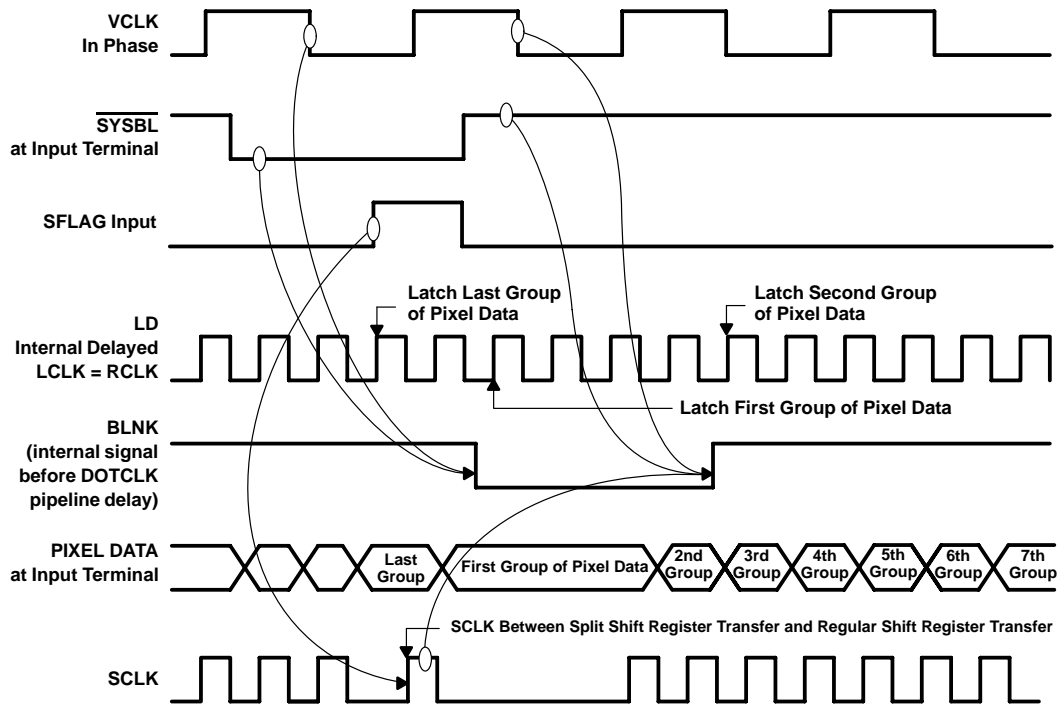 VCLK
In Phase
SYSBL
at Input Terminal
SFLAG Input
Latch Last Group
of Pixel Data
Latch Second Group
of Pixel Data
LD
Internal Delayed
LCLK = RCLK
Latch First Group of Pixel Data
BLNK
(internal signal
before DOTCLK
pipeline delay)
PIXEL DATA
at Input Terminal
Last
Group
First Group of Pixel Data
2nd
Group
3rd
Group
4th
Group
5th
Group
6th
Group
7th
Group
SCLK Between Split Shift Register Transfer and Regular Shift Register Transfer
SCLK